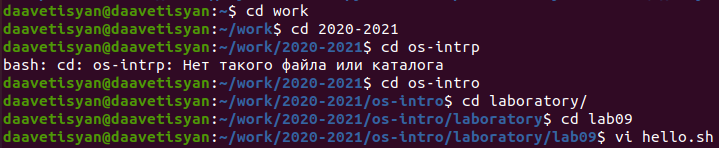 daavetisyan@daavetisyan:~$ cd work
daavetisyan@daavetisyan:~/work$ cd 2020-2021
daavetisyan@daavetisyan:~/work/2020-2021$ cd os-intrp
bash: cd: os-intrp: Нет такого файла или каталога
daavetisyan@daavetisyan:~/work/2020-2021$ cd os-intro
daavetisyan@daavetisyan:~/work/2020-2021/os-intro$ cd laboratory/
daavetisyan@daavetisyan:~/work/2020-2021/os-intro/laboratory$ cd lab09
daavetisyan@daavetisyan:~/work/2020-2021/os-intro/laboratory/lab09$ vi hello.sh